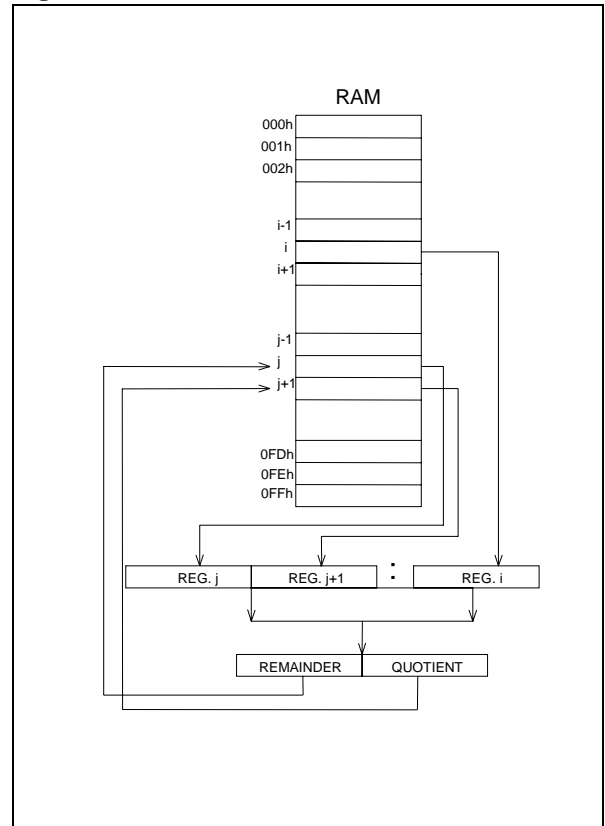 RAM
000h
001h
002h
i-1
i
i+1
j-1
j
j+1
0FDh
0FEh
0FFh
REG. j REG. j+1 : REG. i
REMAINDER QUOTIENT